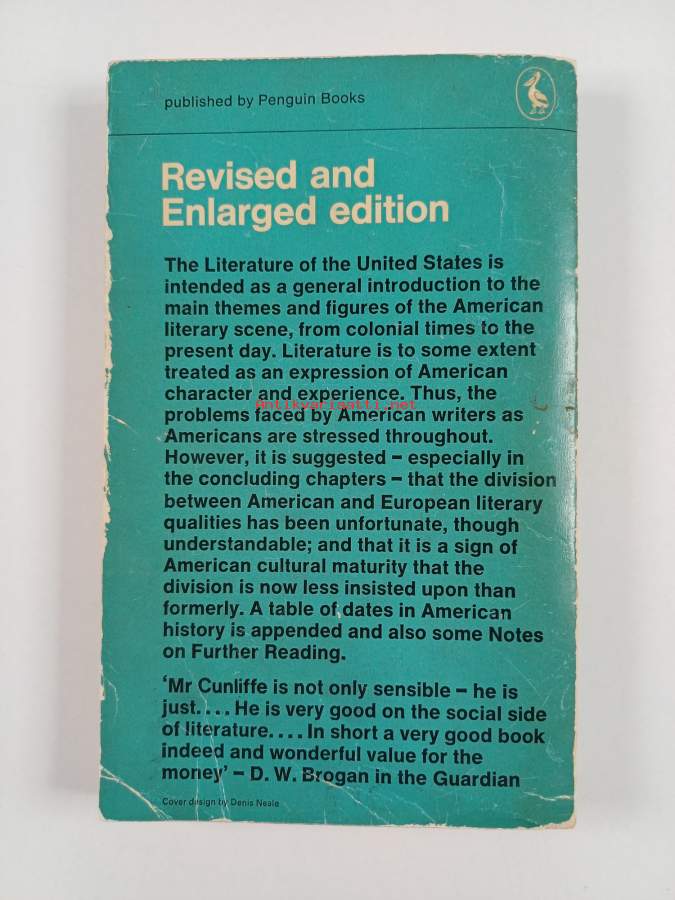 published by Penguin Books
Revised and
Enlarged edition
The Literature of the United States is
intended as a general introduction to the
main themes and figures of the American
literary scene, from colonial times to the
present day. Literature is to some extent
treated as an expression of American
character and experience. Thus, the
Antikvariaatti.net
problems faced by American writers as
Americans are stressed throughout.
However, it is suggested – especially in
the concluding chapters – that the division
between American and European literary
qualities has been unfortunate, though
understandable; and that it is a sign of
American cultural maturity that the
division is now less insisted upon than
formerly. A table of dates in American
history is appended and also some Notes
on Further Reading.
‘Mr Cunliffe is not only sensible – he is
just.... He is very good on the social side
of literature.... In short a very good book
indeed and wonderful value for the
money’ – D. W. Brogan in the Guardian
Cover design by Denis Neale